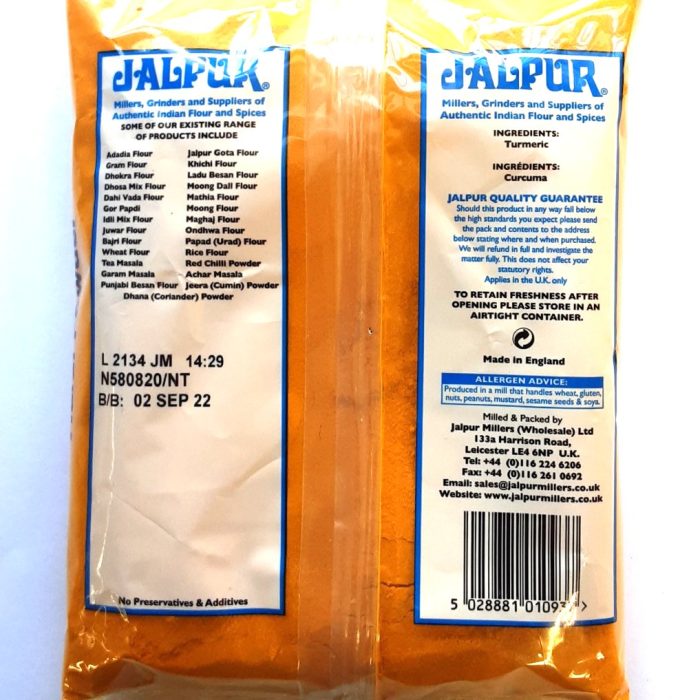 JALPUR®
Millers, Grinders and Suppliers of
Authentic Indian Flour and Spices
SOME OF OUR EXISTING RANGE
OF PRODUCTS INCLUDE
Adadia Flour
Gram Flour
Dhokra Flour
Dhosa Mix Flour
Dahi Vada Flour
Gor Papdi
Idli Mix Flour
Juwar Flour
Bajri Flour
Wheat Flour
Tea Masala
Garam Masala
Punjabi Besan Flour
Jalpur Gota Flour
Khichi Flour
Ladu Besan Flour
Moong Dall Flour
Mathia Flour
Moong Flour
Maghaj Flour
Ondhwa Flour
Papad (Urad) Flour
Rice Flour
Red Chilli Powder
Achar Masala
Jeera (Cumin) Powder
Dhana (Coriander) Powder
L 2134 JM 14:29
N580820/NT
B/B: 02 SEP 22
No Preservatives & Additives
JALPUR®
Millers, Grinders and Suppliers of
Authentic Indian Flour and Spices
INGREDIENTS:
Turmeric
INGRÉDIENTS:
Curcuma
JALPUR QUALITY GUARANTEE
Should this product in any way fall below
the high standards you expect please send
the pack and contents to the address
below stating where and when purchased.
We will refund in full and investigate the
matter fully. This does not affect your
statutory rights.
Applies in the U.K. only
TO RETAIN FRESHNESS AFTER
OPENING PLEASE STORE IN AN
AIRTIGHT CONTAINER.
Made in England
ALLERGEN ADVICE:
Produced in a mill that handles wheat, gluten,
nuts, peanuts, mustard, sesame seeds & soya.
Milled & Packed by
Jalpur Millers (Wholesale) Ltd
133a Harrison Road,
Leicester LE4 6NP U.K.
Tel: +44 (0)116 224 6206
Fax: +44 (0)116 261 0692
Email: sales@jalpurmillers.co.uk
Website: www.jalpurmillers.co.uk
5 028881 01093